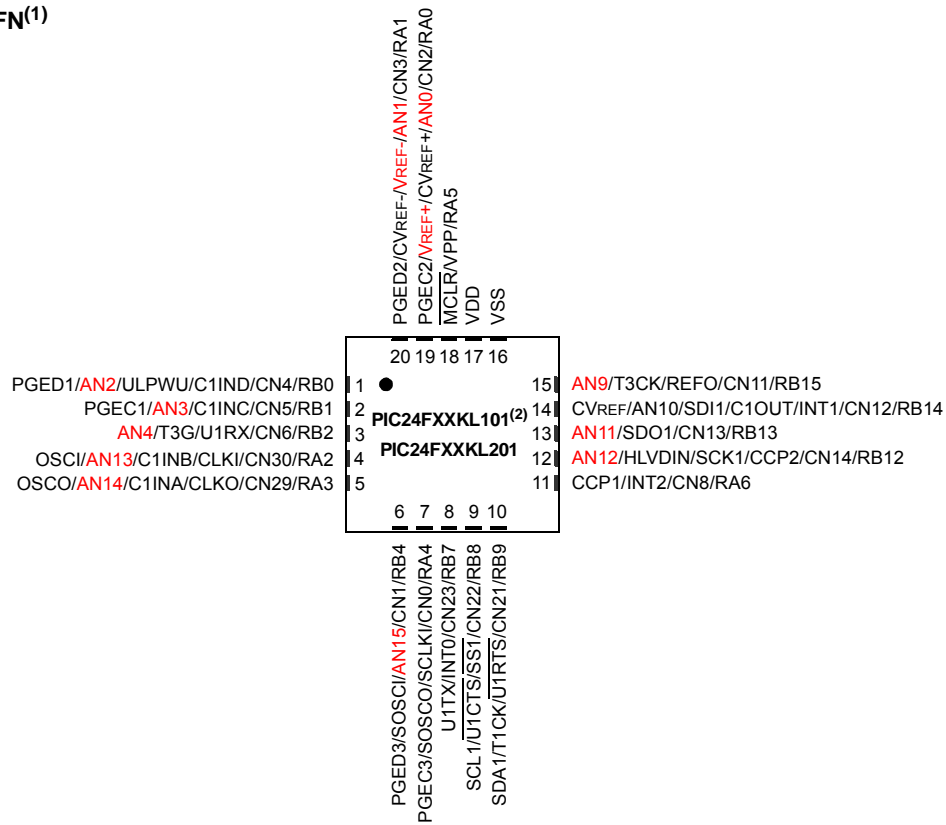 FN(1)
PGED2/CVREF-/VREF-/AN1/CN3/RA1
PGEC2/VREF+/CVREF+/AN0/CN2/RA0
MCLR/VPP/RA5
VDD
VSS
20 19 18 17 16
PGED1/AN2/ULPWU/C1IND/CN4/RB0 1
PGEC1/AN3/C1INC/CN5/RB1 2
AN4/T3G/U1RX/CN6/RB2 3
OSCI/AN13/C1INB/CLKI/CN30/RA2 4
OSCO/AN14/C1INA/CLKO/CN29/RA3 5
PIC24FXXKL101(2)
PIC24FXXKL201
15 AN9/T3CK/REFO/CN11/RB15
14 CVREF/AN10/SDI1/C1OUT/INT1/CN12/RB14
13 AN11/SDO1/CN13/RB13
12 AN12/HLVDIN/SCK1/CCP2/CN14/RB12
11 CCP1/INT2/CN8/RA6
6 7 8 9 10
PGED3/SOSCI/AN15/CN1/RB4
PGEC3/SOSCO/SCLKI/CN0/RA4
U1TX/INT0/CN23/RB7
SCL1/U1CTS/SS1/CN22/RB8
SDA1/T1CK/U1RTS/CN21/RB9